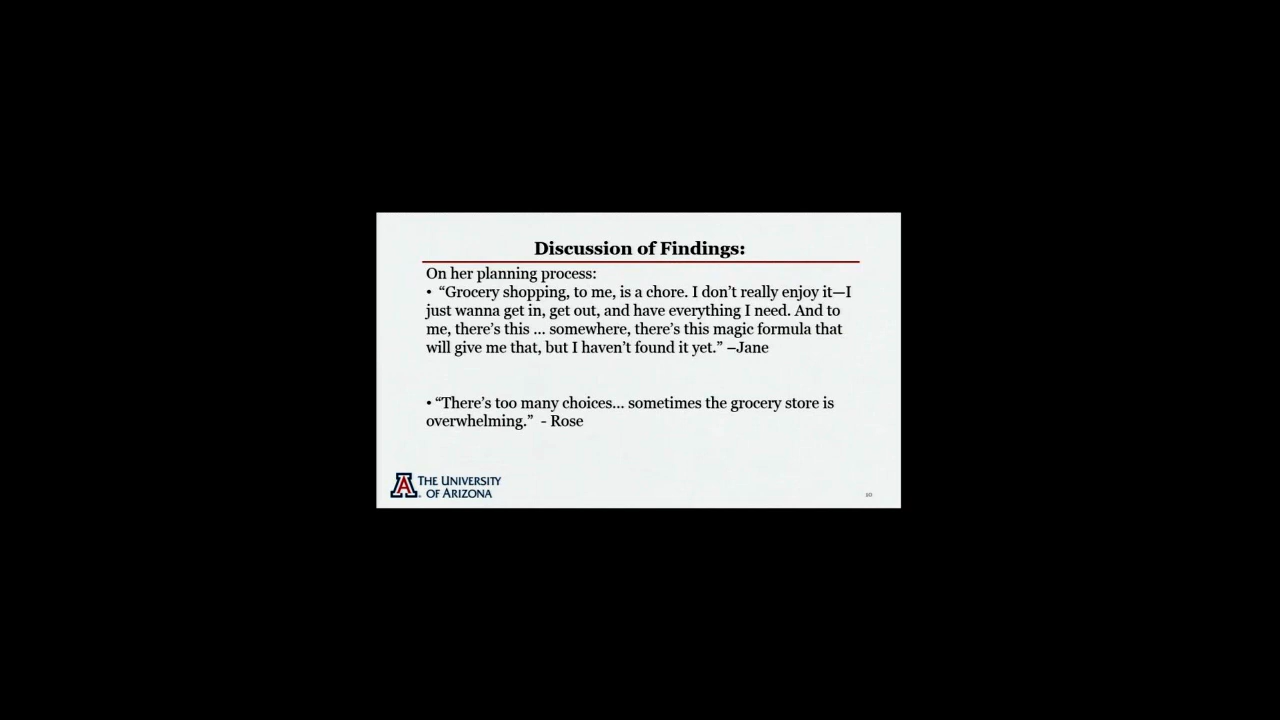 Discussion of Findings:
On her planning process:
• “Grocery shopping, to me, is a chore. I don’t really enjoy it—I
just wanna get in, get out, and have everything I need. And to
me, there’s this ... somewhere, there’s this magic formula that
will give me that, but I haven’t found it yet.” –Jane
• “There’s too many choices... sometimes the grocery store is
overwhelming.” - Rose
A
THE UNIVERSITY
OF ARIZONA
10